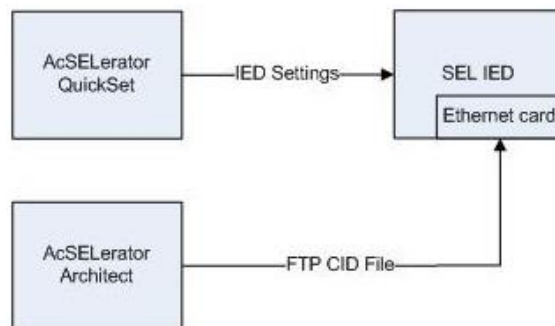 AcSELerator
QuickSet
IED Settings
SEL IED
Ethernet card
AcSELerator
Architect
FTP CID File